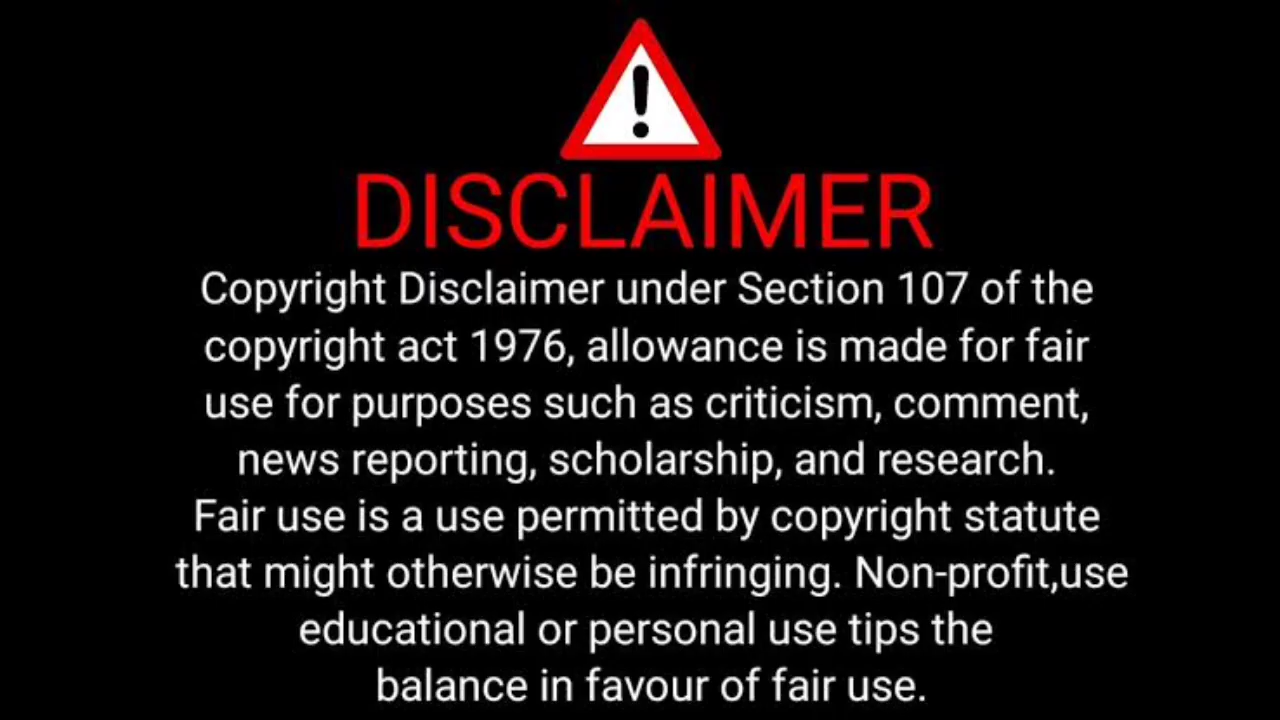 DISCLAIMER
Copyright Disclaimer under Section 107 of the
copyright act 1976, allowance is made for fair
use for purposes such as criticism, comment,
news reporting, scholarship, and research.
Fair use is a use permitted by copyright statute
that might otherwise be infringing. Non-profit,use
educational or personal use tips the
balance in favour of fair use.